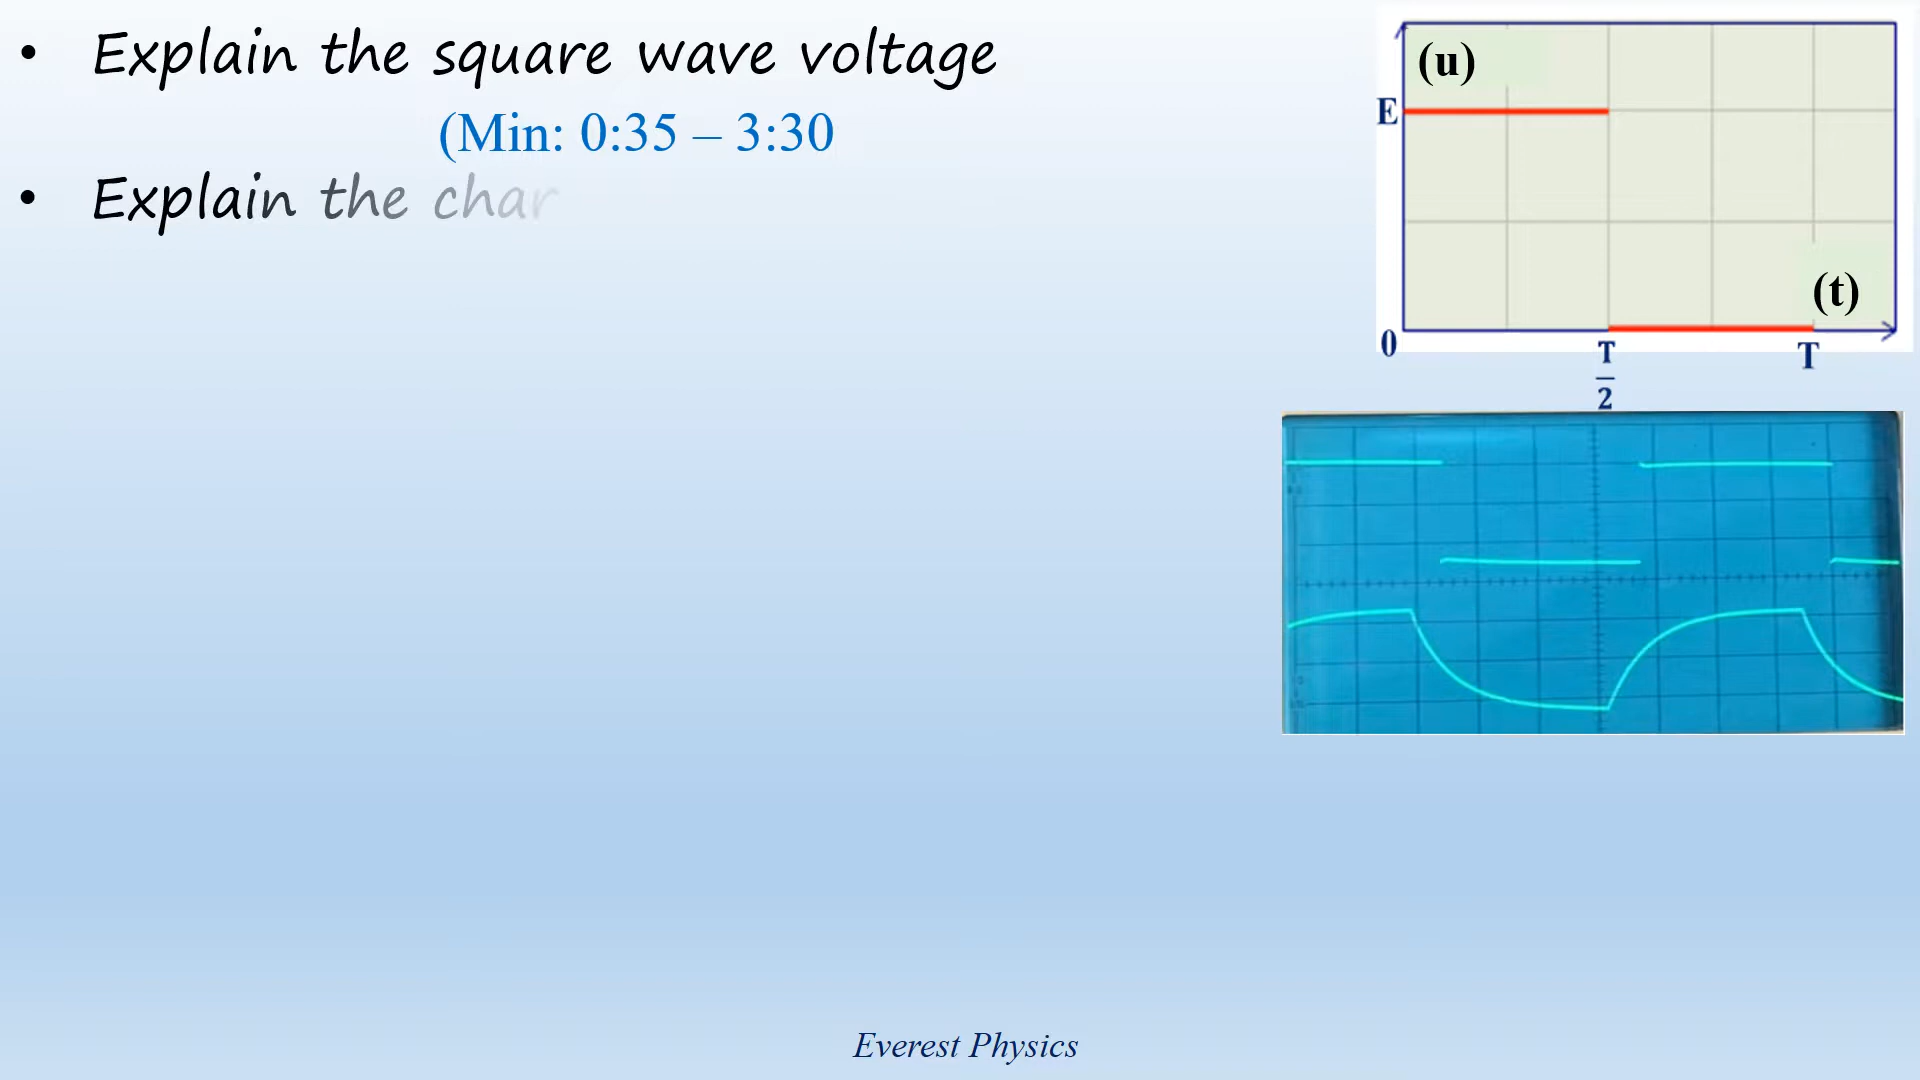 • Explain the square wave voltage
(Min: 0:35 – 3:30
• Explain the char
(u)
E
(t)
0
T
2
T
Everest Physics